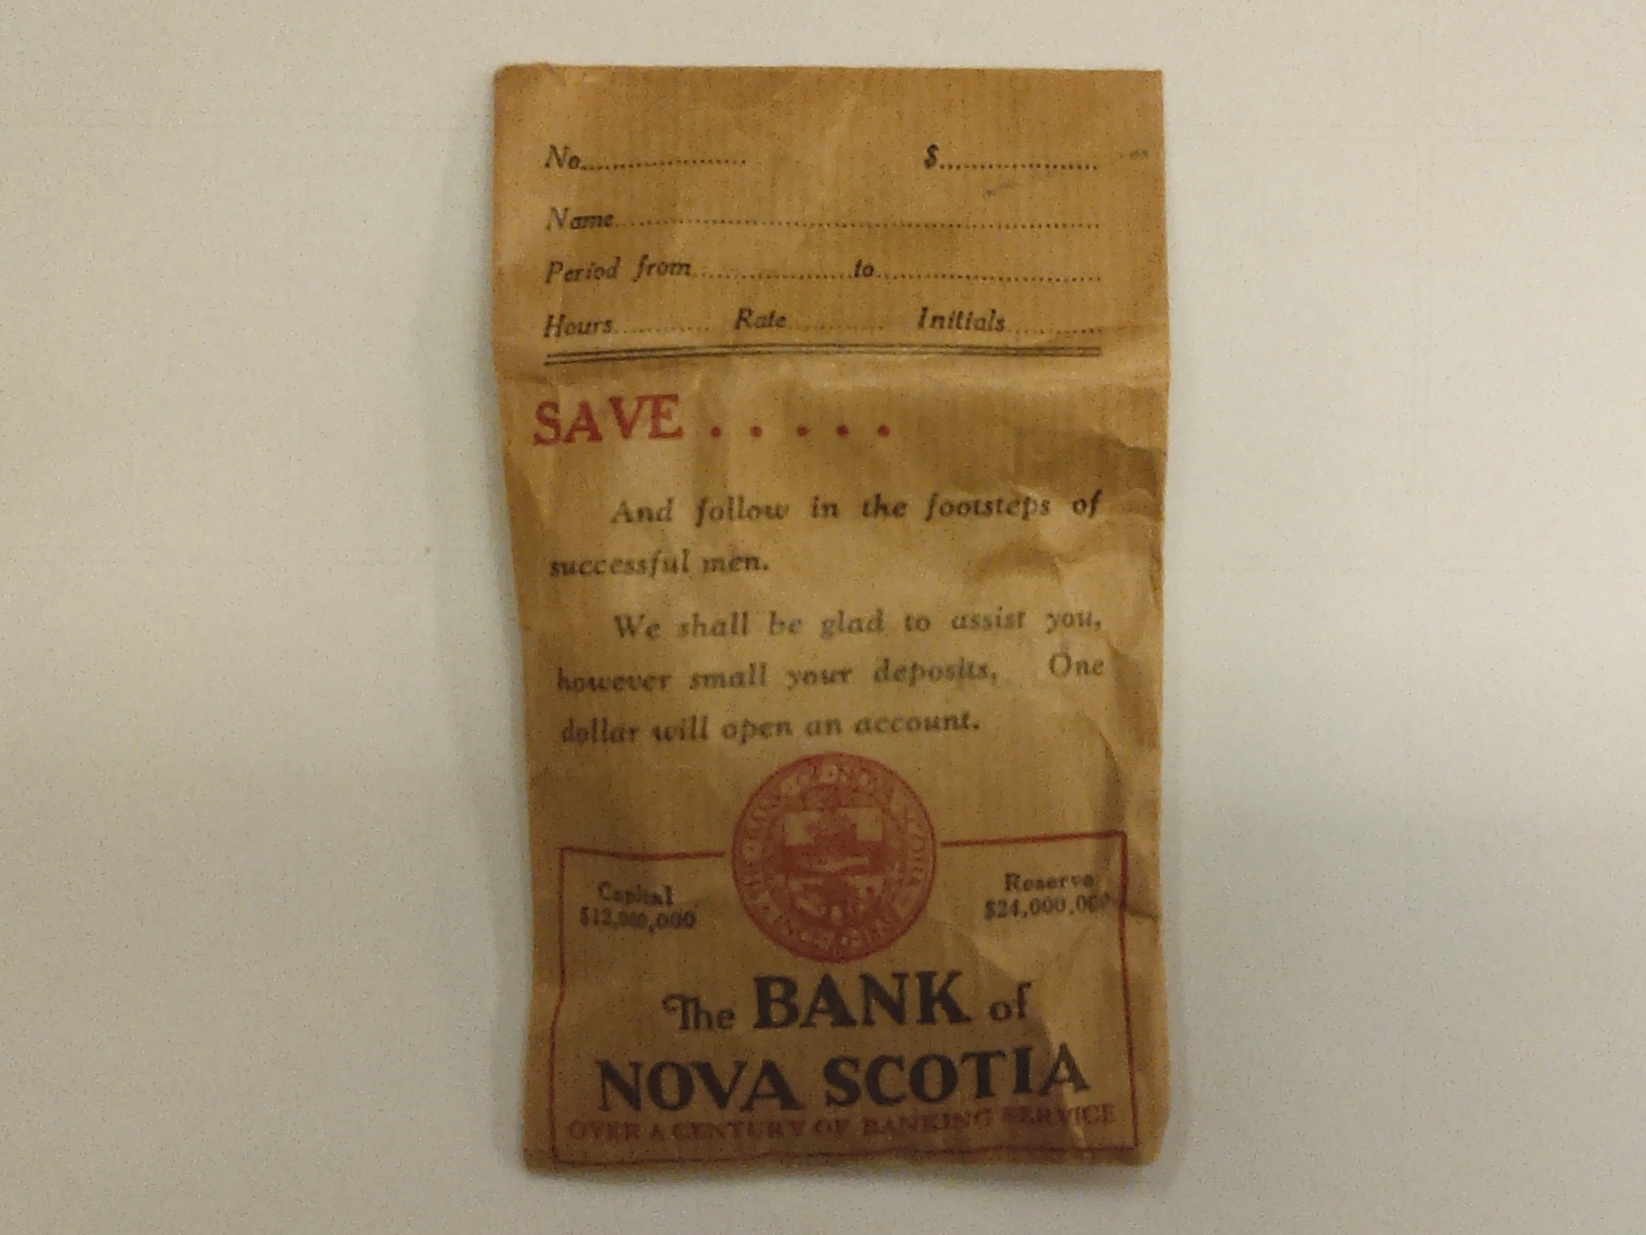 No.................... $....................
Name............................................................
Period from....................to............................
Hours............ Rate............ Initials............
SAVE . . . . .
And follow in the footsteps of
successful men.
We shall be glad to assist you,
however small your deposits, One
dollar will open an account.
Capital
$12,000,000
Reserve
$24,000,000
The BANK of
NOVA SCOTIA
OVER A CENTURY OF BANKING SERVICE